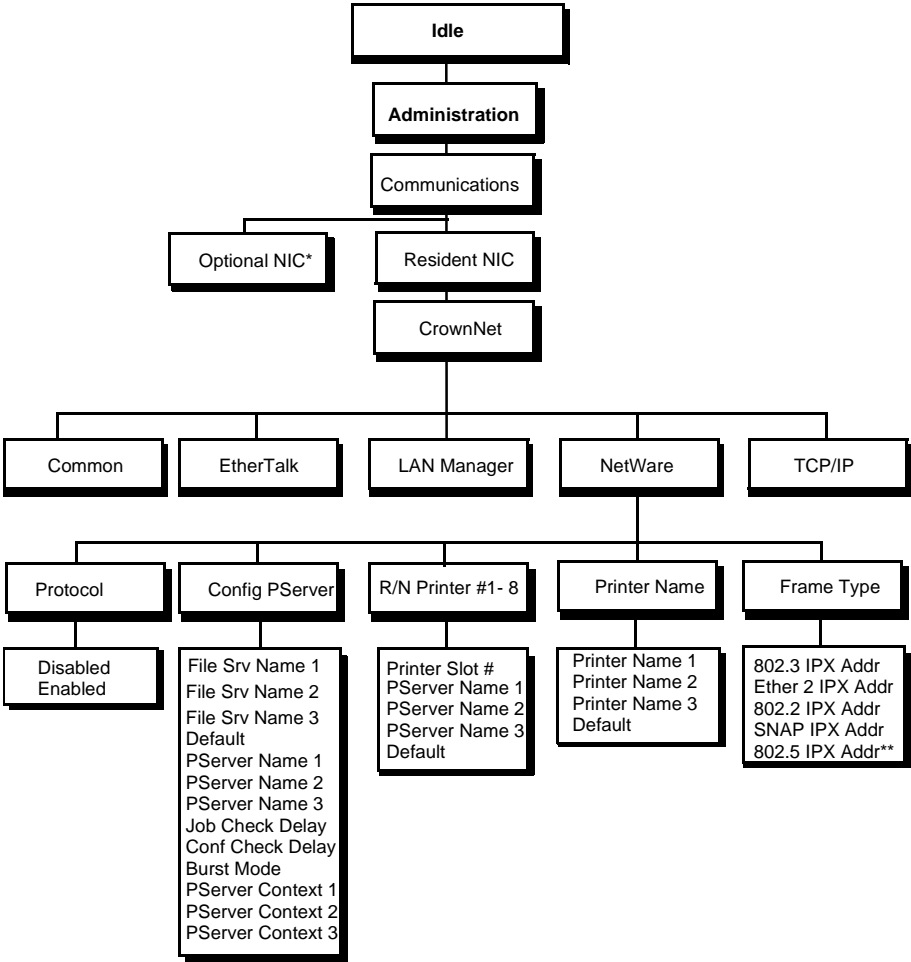 Idle
Administration
Communications
Optional NIC*
Resident NIC
CrownNet
Common
EtherTalk
LAN Manager
NetWare
TCP/IP
Protocol
Config PServer
R/N Printer #1- 8
Printer Name
Frame Type
Disabled
Enabled
File Srv Name 1
File Srv Name 2
File Srv Name 3
Default
PServer Name 1
PServer Name 2
PServer Name 3
Job Check Delay
Conf Check Delay
Burst Mode
PServer Context 1
PServer Context 2
PServer Context 3
Printer Slot #
PServer Name 1
PServer Name 2
PServer Name 3
Default
Printer Name 1
Printer Name 2
Printer Name 3
Default
802.3 IPX Addr
Ether 2 IPX Addr
802.2 IPX Addr
SNAP IPX Addr
802.5 IPX Addr**